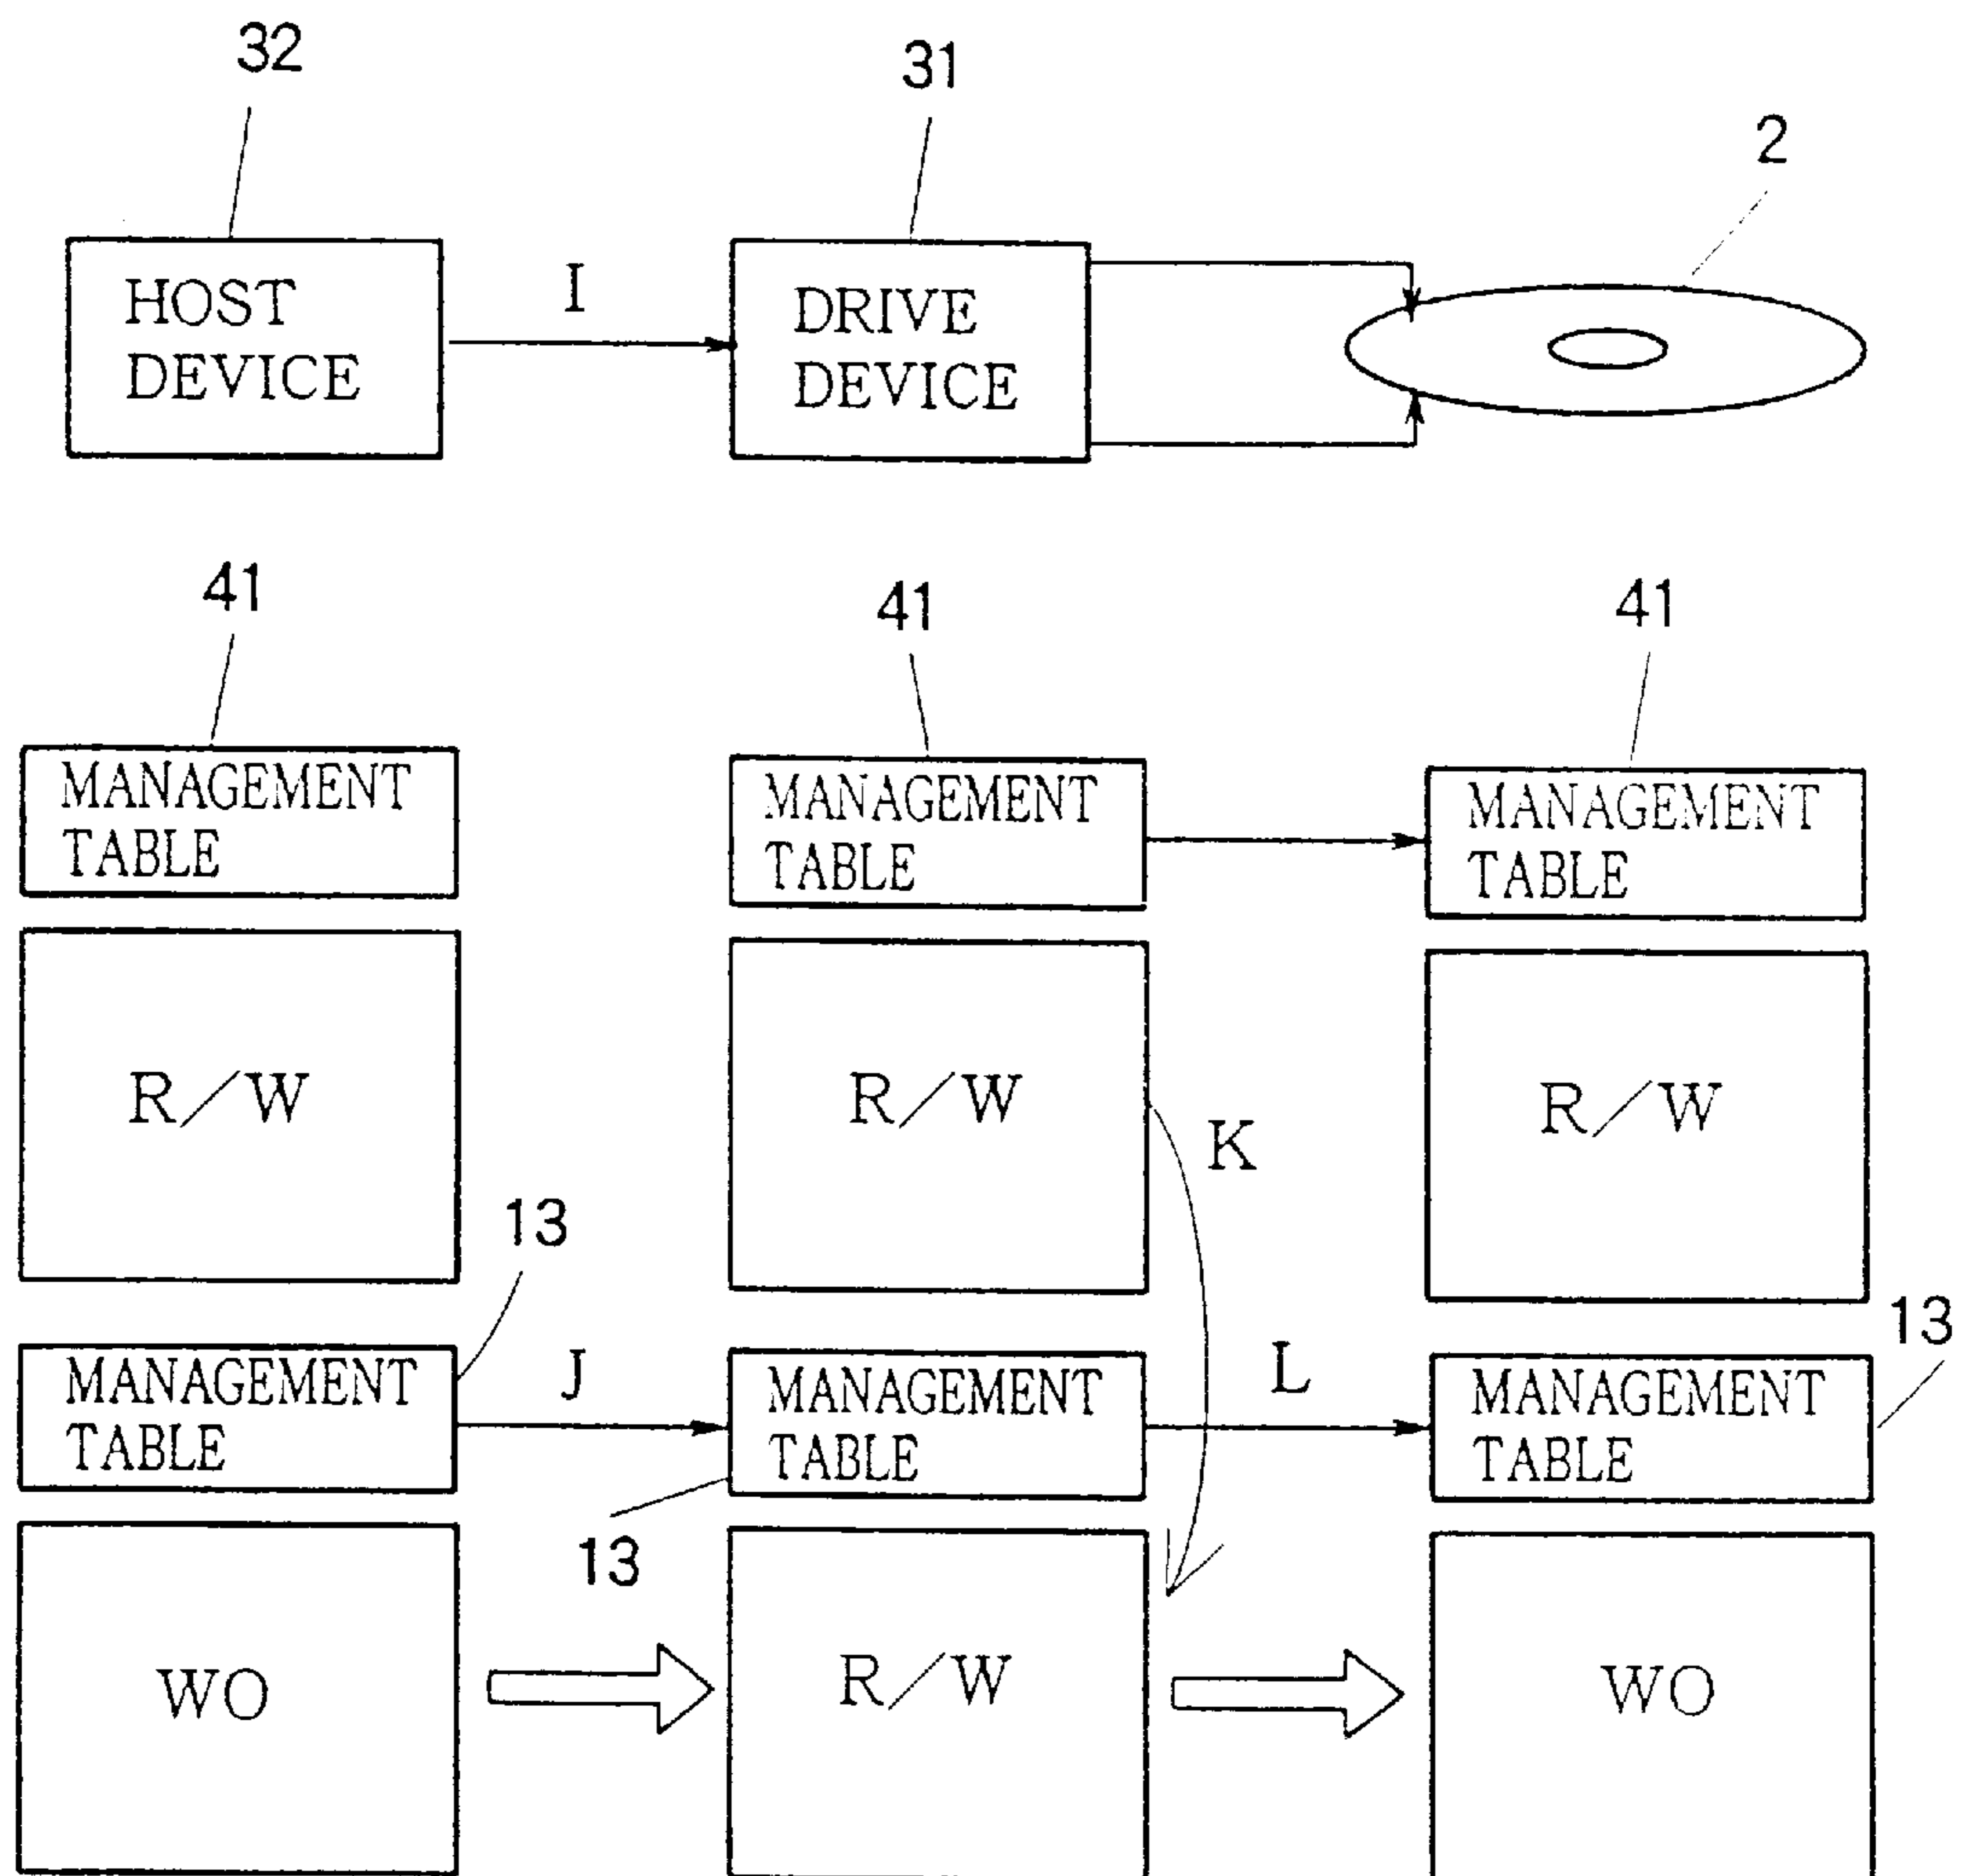 32
31
2
HOST
DEVICE
I
DRIVE
DEVICE
41
41
41
MANAGEMENT
TABLE
MANAGEMENT
TABLE
MANAGEMENT
TABLE
R/W
R/W
R/W
K
13
13
MANAGEMENT
TABLE
J
MANAGEMENT
TABLE
L
MANAGEMENT
TABLE
13
WO
R/W
WO